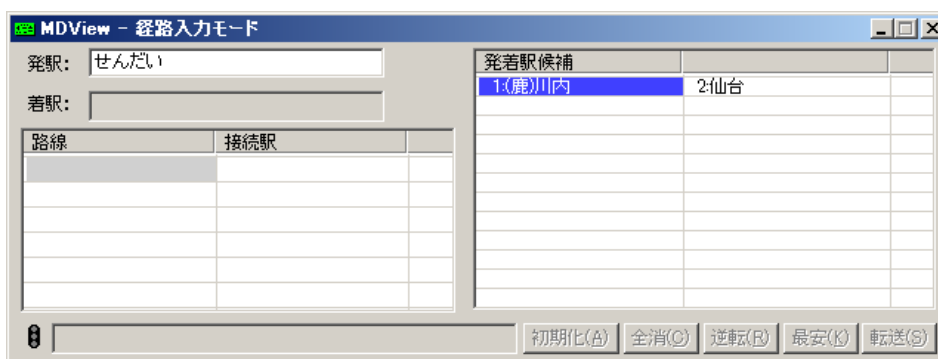 MDView - 経路入力モード
発駅: せんだい
着駅:
路線 接続駅
発着駅候補
1:(鹿)川内 2:仙台
初期化(A) 全消(C) 逆転(R) 最安(K) 転送(S)